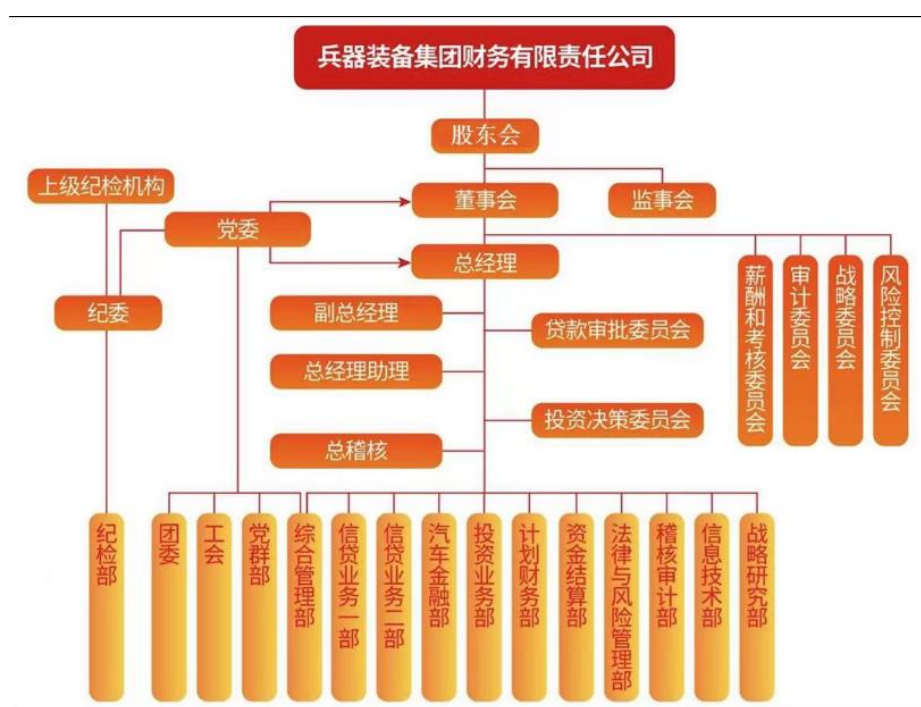 兵器装备集团财务有限责任公司
股东会
上级纪检机构
董事会
监事会
党委
总经理
纪委
副总经理
贷款审批委员会
总经理助理
投资决策委员会
总稽核
薪酬和考核委员会
审计委员会
战略委员会
风险控制委员会
纪检部
团委
工会
党群部
综合管理部
信贷业务一部
信贷业务二部
汽车金融部
投资业务部
计划财务部
资金结算部
法律与风险管理部
稽核审计部
信息技术部
战略研究部